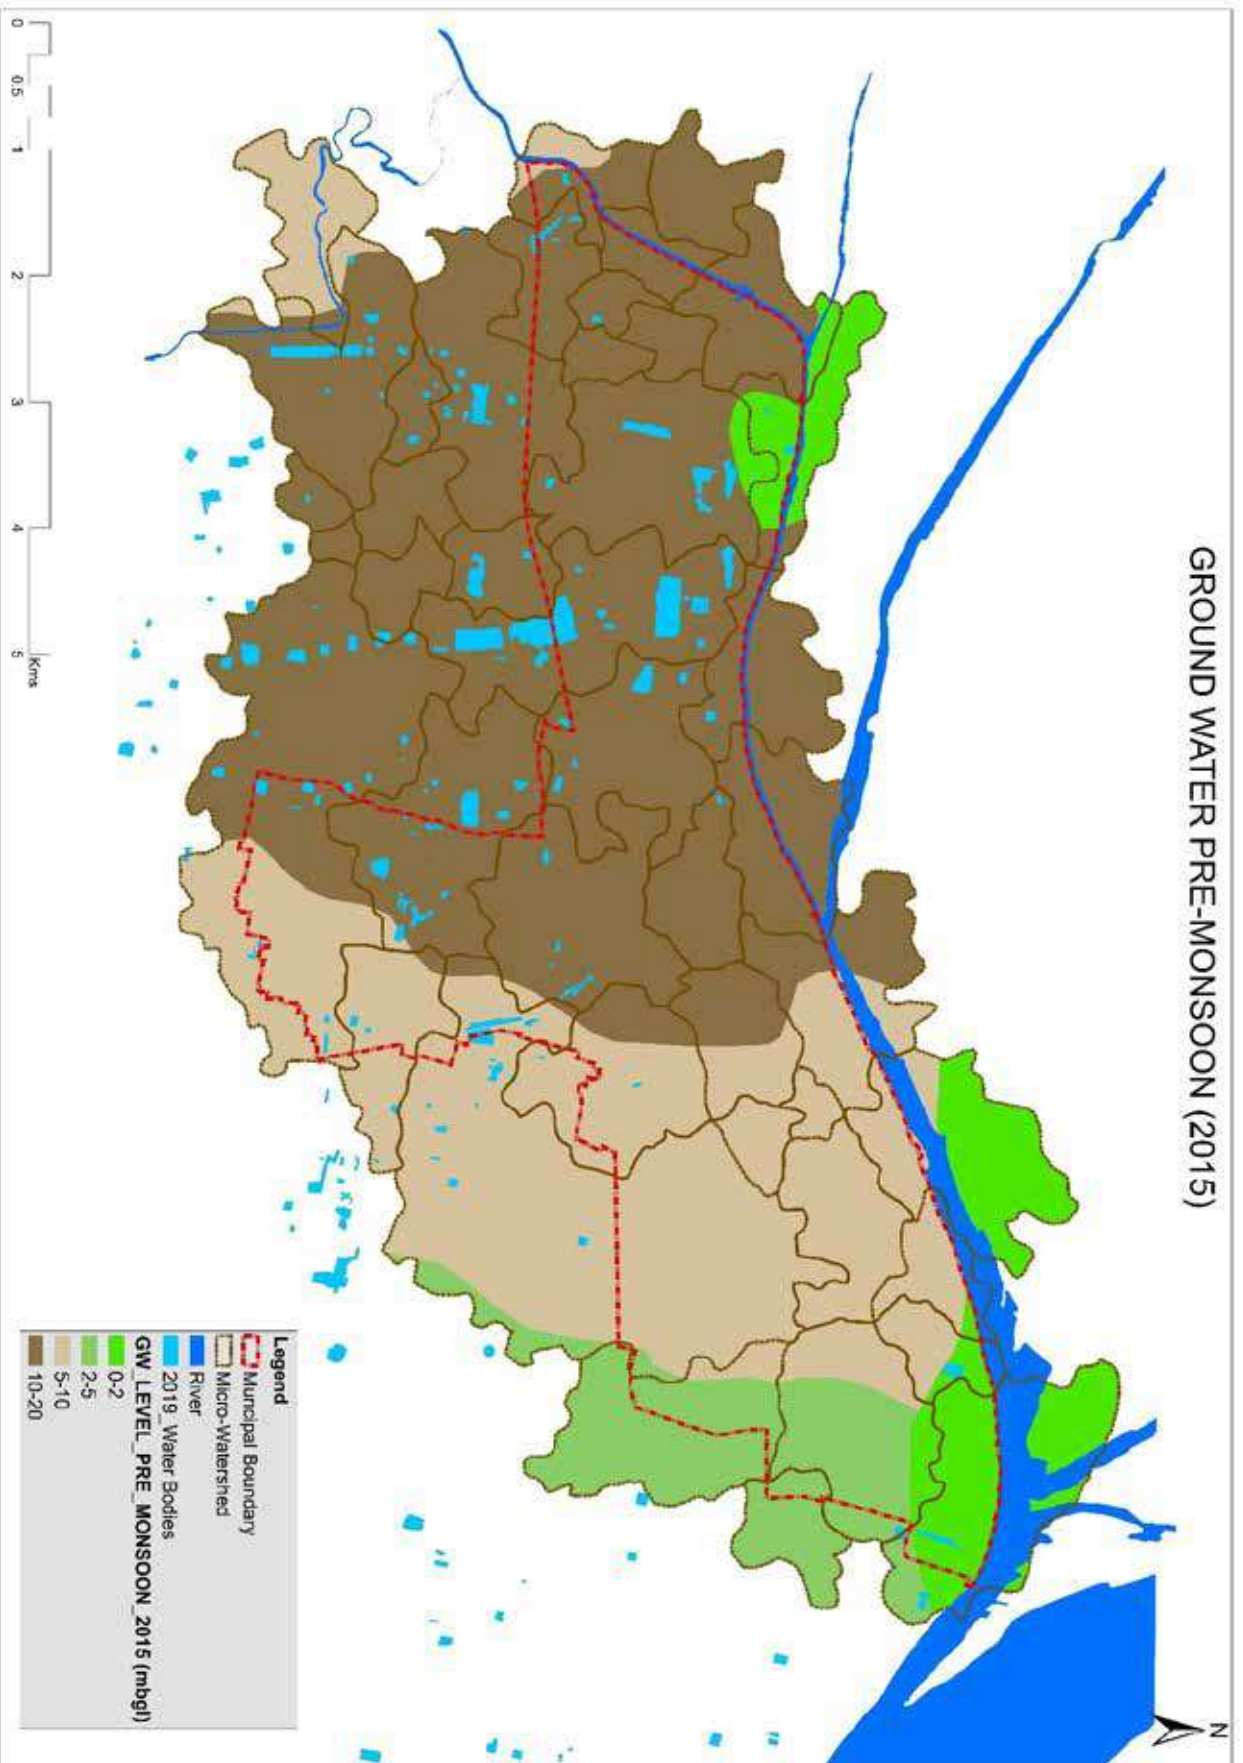 GROUND WATER PRE-MONSOON (2015)
N
Legend
Muncipal Boundary
Micro-Watershed
River
2019_Water Bodies
GW_LEVEL_PRE_MONSOON_2015 (mbgl)
0-2
2-5
5-10
10-20
0 0.5 1 2 3 4 5
Kms